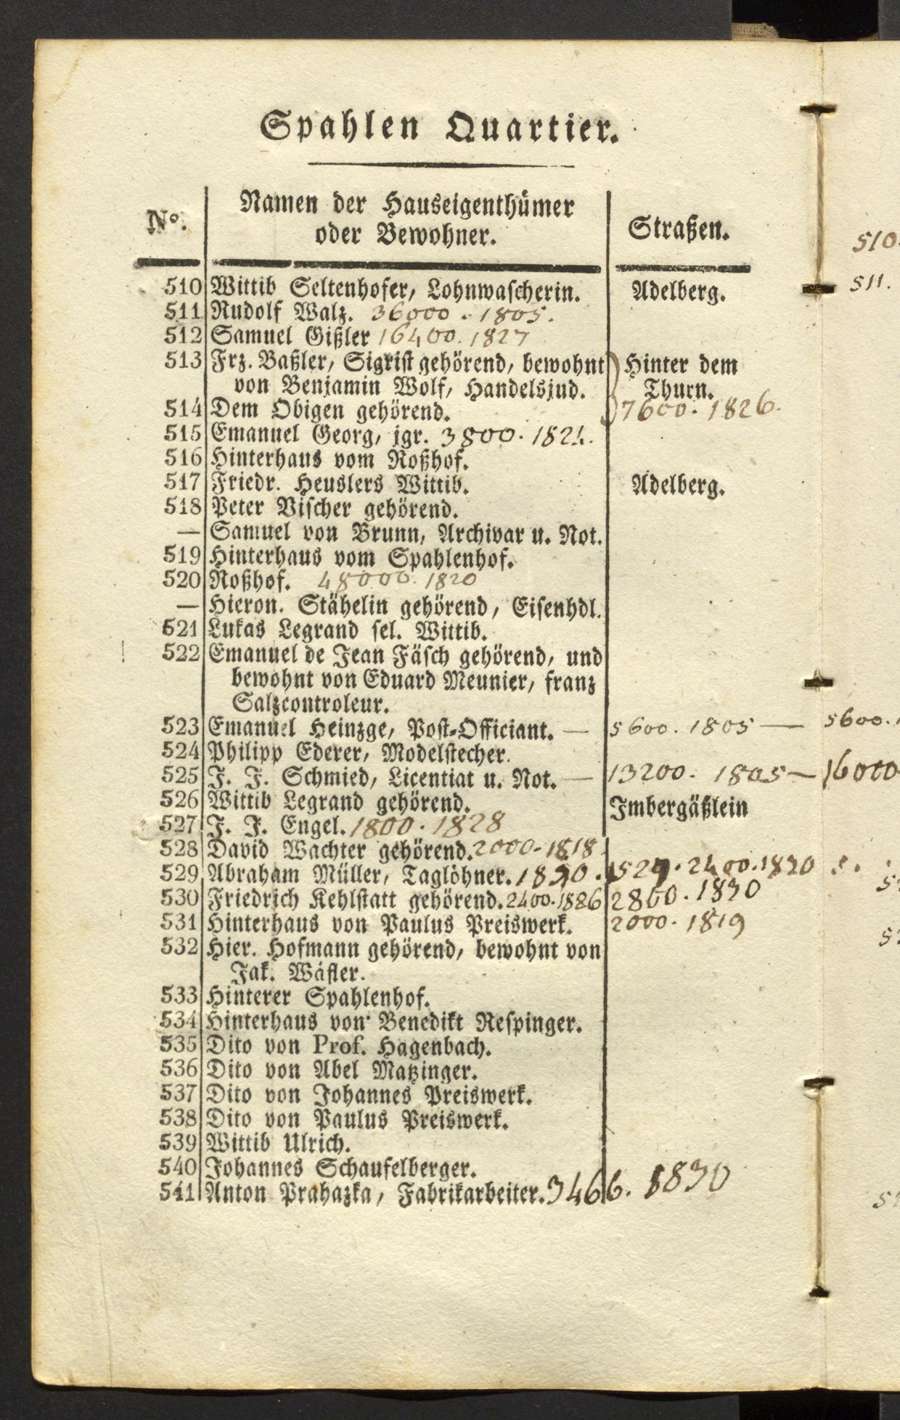 Spahlen Quartier.
No.
Namen der Hauseigenthümer
oder Bewohner.
Straßen.
510 Wittib Seltenhofer, Lohnwascherin. Adelberg.
511 Rudolf Walz. 36000. 1805.
512 Samuel Gißler 16400. 1827
513 Frz. Baßler, Sigrist gehörend, bewohnt Hinter dem
von Benjamin Wolf, Handelsjud. Thurn.
514 Dem Obigen gehörend. 7600. 1826.
515 Emanuel Georg, jgr. 3800. 1821.
516 Hinterhaus vom Roßhof.
517 Friedr. Heuslers Wittib. Adelberg.
518 Peter Vischer gehörend.
— Samuel von Brunn, Archivar u. Not.
519 Hinterhaus vom Spahlenhof.
520 Roßhof. 48000. 1820
— Hieron. Stähelin gehörend, Eisenhdl.
521 Lukas Legrand sel. Wittib.
522 Emanuel de Jean Fäsch gehörend, und
bewohnt von Eduard Meunier, franz
Salzcontroleur.
523 Emanuel Heinzge, Post-Officiant. — 5600. 1805 —
524 Philipp Ederer, Modelstecher.
525 J. J. Schmied, Licentiat u. Not. — 13200. 1805 — 16000
526 Wittib Legrand gehörend. Imbergäßlein
527 J. J. Engel. 1800. 1828
528 David Wachter gehörend. 2000. 1818.
529 Abraham Müller, Taglöhner. 1830. 529. 2400. 1830
530 Friedrich Kehlstatt gehörend. 2400. 1826 2800. 1830
531 Hinterhaus von Paulus Preiswerk. 2000. 1819
532 Hier. Hofmann gehörend, bewohnt von
Jak. Wäfler.
533 Hinterer Spahlenhof.
534 Hinterhaus von Benedikt Respinger.
535 Dito von Prof. Hagenbach.
536 Dito von Abel Matzinger.
537 Dito von Johannes Preiswerk.
538 Dito von Paulus Preiswerk.
539 Wittib Ulrich.
540 Johannes Schaufelberger.
541 Anton Prahazka, Fabrikarbeiter. 3466. 1830
510.
511.
5600.